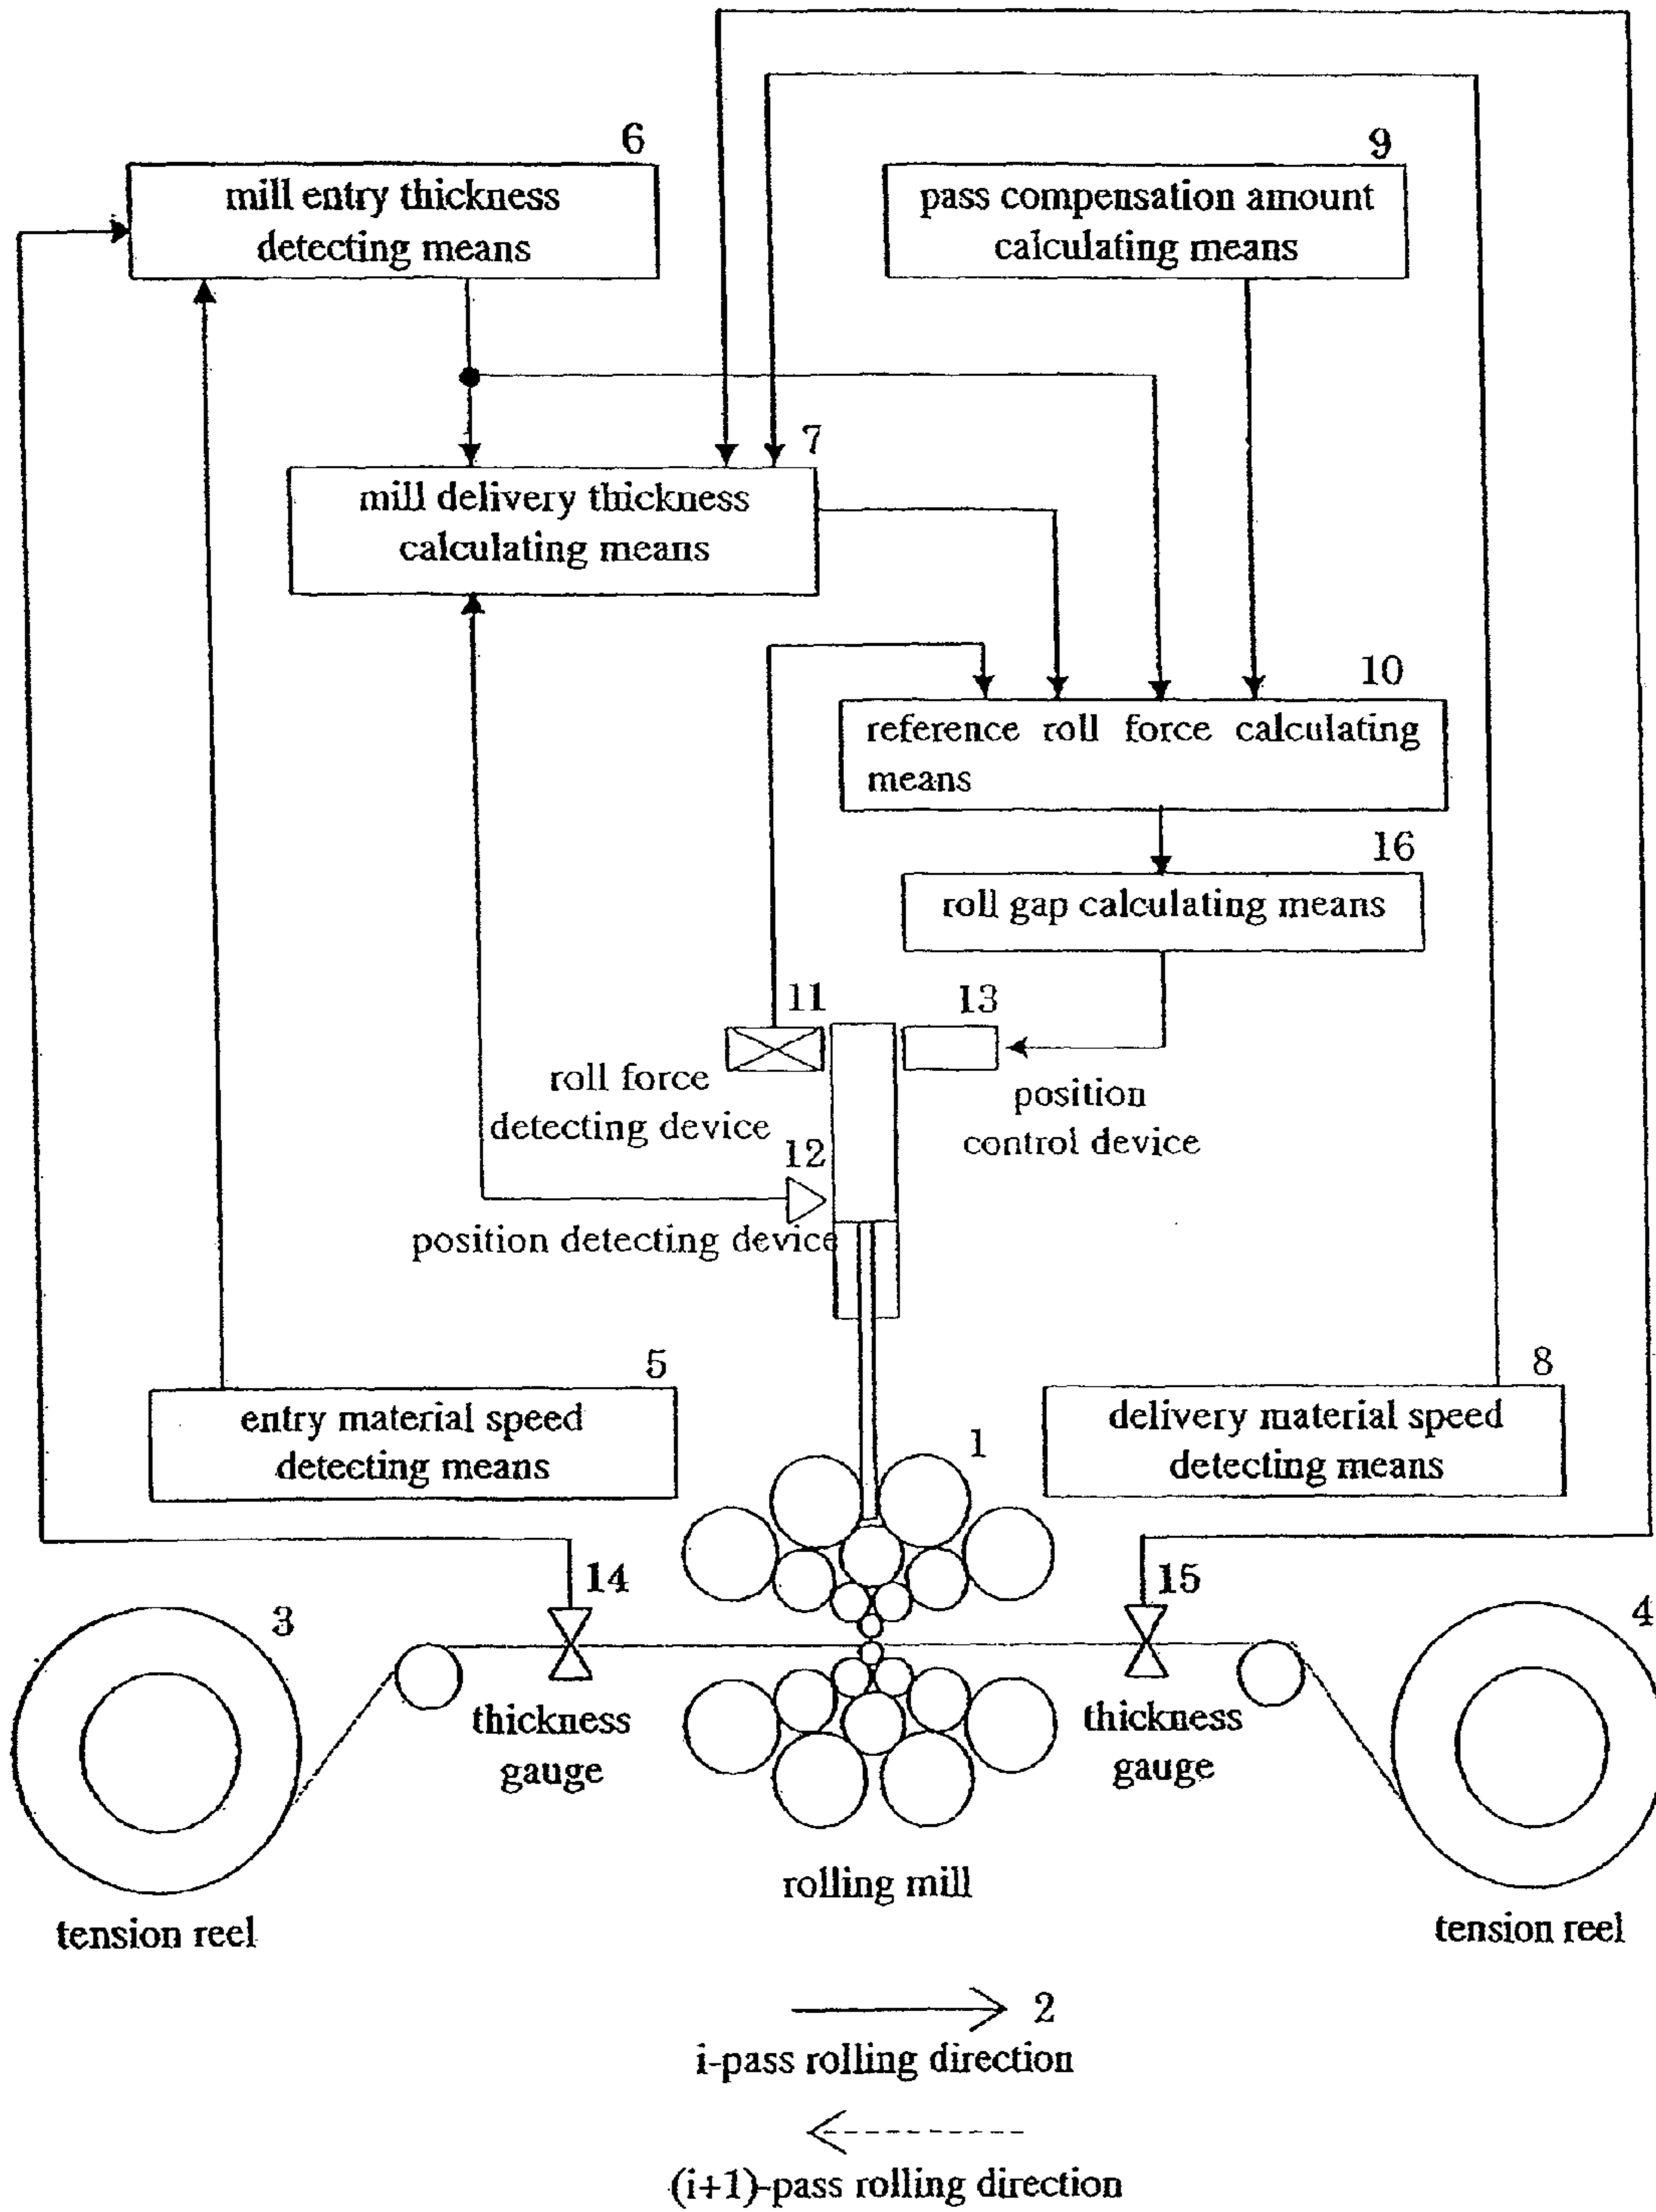 6
mill entry thickness
detecting means
9
pass compensation amount
calculating means
7
mill delivery thickness
calculating means
10
reference roll force calculating
means
16
roll gap calculating means
11
13
roll force
detecting device
position
control device
12
position detecting device
5
entry material speed
detecting means
8
delivery material speed
detecting means
1
14
15
3
4
thickness
gauge
thickness
gauge
rolling mill
tension reel
tension reel
2
i-pass rolling direction
(i+1)-pass rolling direction